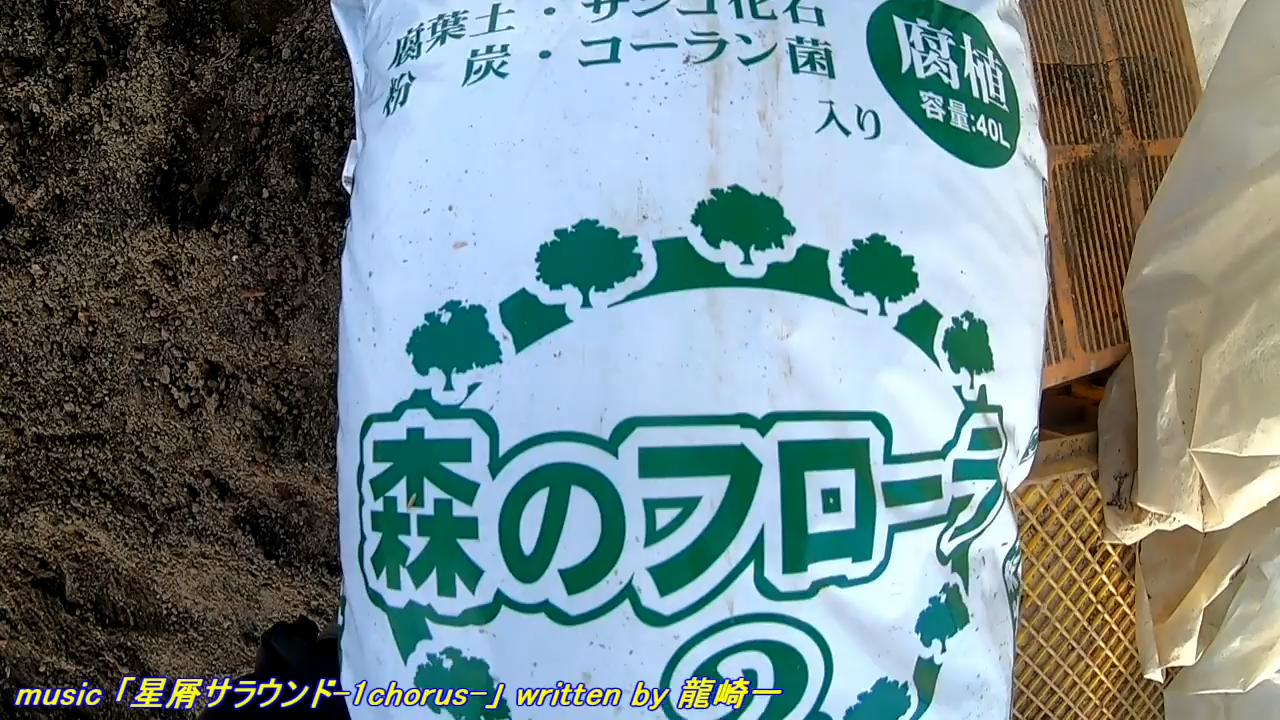 腐葉土・サンゴ化石
粉 炭・コーラン菌
入り
腐植
容量:40L
森のフローラ
music「星屑サラウンド-1chorus-」written by 龍崎一